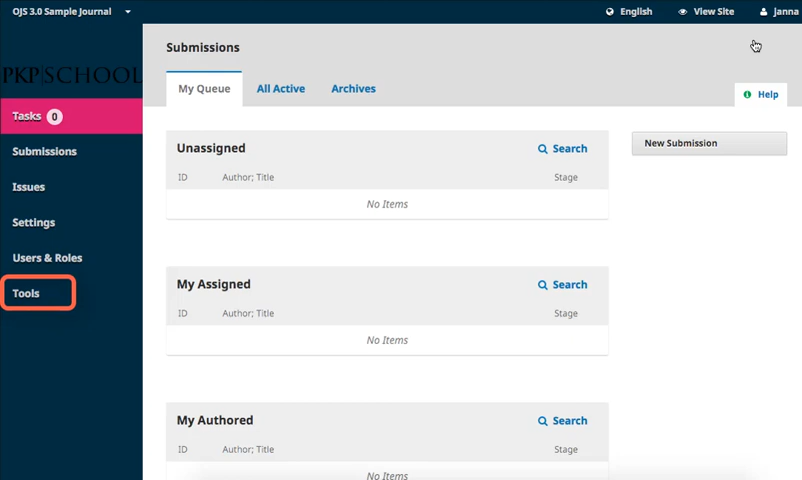 OJS 3.0 Sample Journal
English
View Site
Janna
PKP|SCHOOL
Tasks 0
Submissions
Issues
Settings
Users & Roles
Tools
Submissions
My Queue
All Active
Archives
Help
New Submission
Unassigned
Search
ID
Author; Title
Stage
No Items
My Assigned
Search
ID
Author; Title
Stage
No Items
My Authored
Search
ID
Author; Title
Stage
No Items